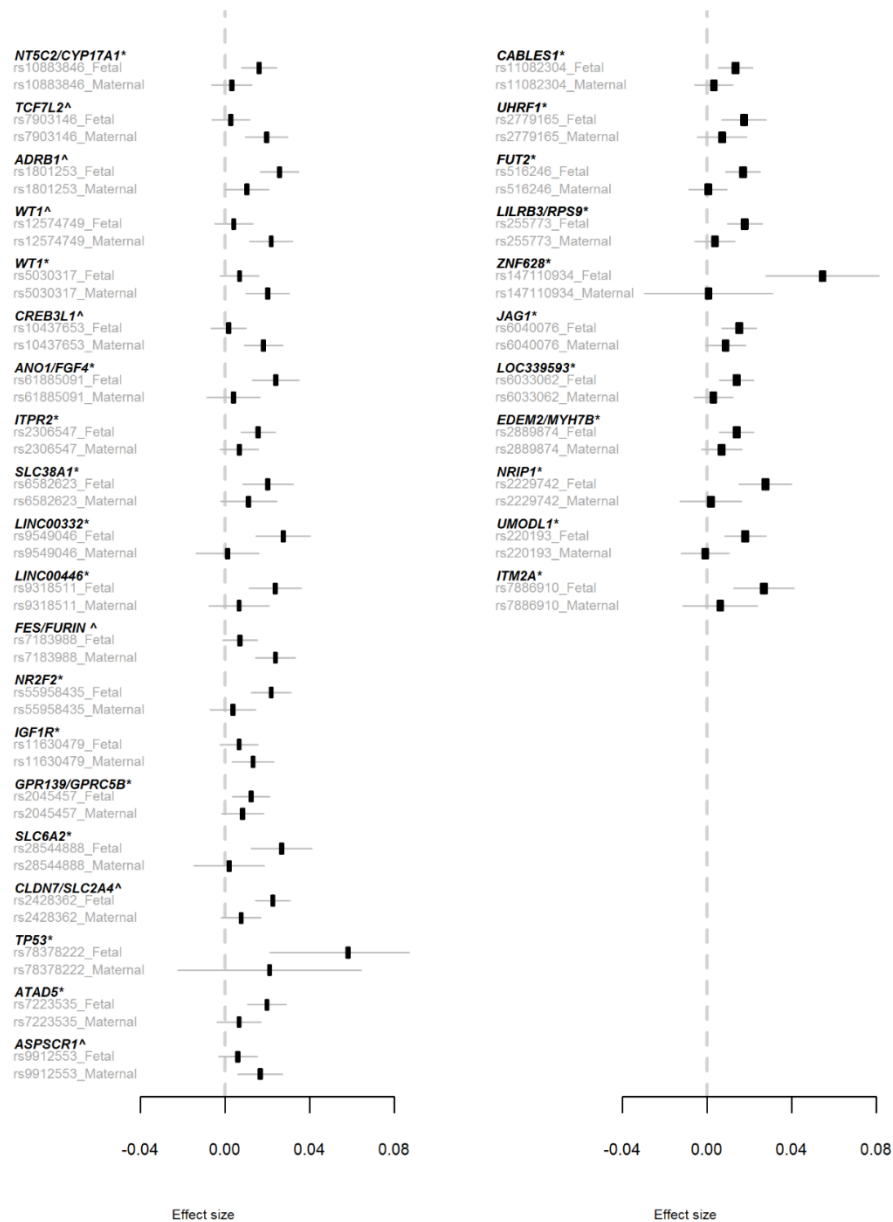 NT5C2/CYP17A1*
rs10883846_Fetal
rs10883846_Maternal
TCF7L2^
rs7903146_Fetal
rs7903146_Maternal
ADRB1^
rs1801253_Fetal
rs1801253_Maternal
WT1^
rs12574749_Fetal
rs12574749_Maternal
WT1*
rs5030317_Fetal
rs5030317_Maternal
CREB3L1^
rs10437653_Fetal
rs10437653_Maternal
ANO1/FGF4*
rs61885091_Fetal
rs61885091_Maternal
ITPR2*
rs2306547_Fetal
rs2306547_Maternal
SLC38A1*
rs6582623_Fetal
rs6582623_Maternal
LINC00332*
rs9549046_Fetal
rs9549046_Maternal
LINC00446*
rs9318511_Fetal
rs9318511_Maternal
FES/FURIN ^
rs7183988_Fetal
rs7183988_Maternal
NR2F2*
rs55958435_Fetal
rs55958435_Maternal
IGF1R*
rs11630479_Fetal
rs11630479_Maternal
GPR139/GPRC5B*
rs2045457_Fetal
rs2045457_Maternal
SLC6A2*
rs28544888_Fetal
rs28544888_Maternal
CLDN7/SLC2A4^
rs2428362_Fetal
rs2428362_Maternal
TP53*
rs78378222_Fetal
rs78378222_Maternal
ATAD5*
rs7223535_Fetal
rs7223535_Maternal
ASPSCR1^
rs9912553_Fetal
rs9912553_Maternal
-0.04 0.00 0.04 0.08
Effect size
CABLES1*
rs11082304_Fetal
rs11082304_Maternal
UHRF1*
rs2779165_Fetal
rs2779165_Maternal
FUT2*
rs516246_Fetal
rs516246_Maternal
LILRB3/RPS9*
rs255773_Fetal
rs255773_Maternal
ZNF628*
rs147110934_Fetal
rs147110934_Maternal
JAG1*
rs6040076_Fetal
rs6040076_Maternal
LOC339593*
rs6033062_Fetal
rs6033062_Maternal
EDEM2/MYH7B*
rs2889874_Fetal
rs2889874_Maternal
NRIP1*
rs2229742_Fetal
rs2229742_Maternal
UMODL1*
rs220193_Fetal
rs220193_Maternal
ITM2A*
rs7886910_Fetal
rs7886910_Maternal
-0.04 0.00 0.04 0.08
Effect size